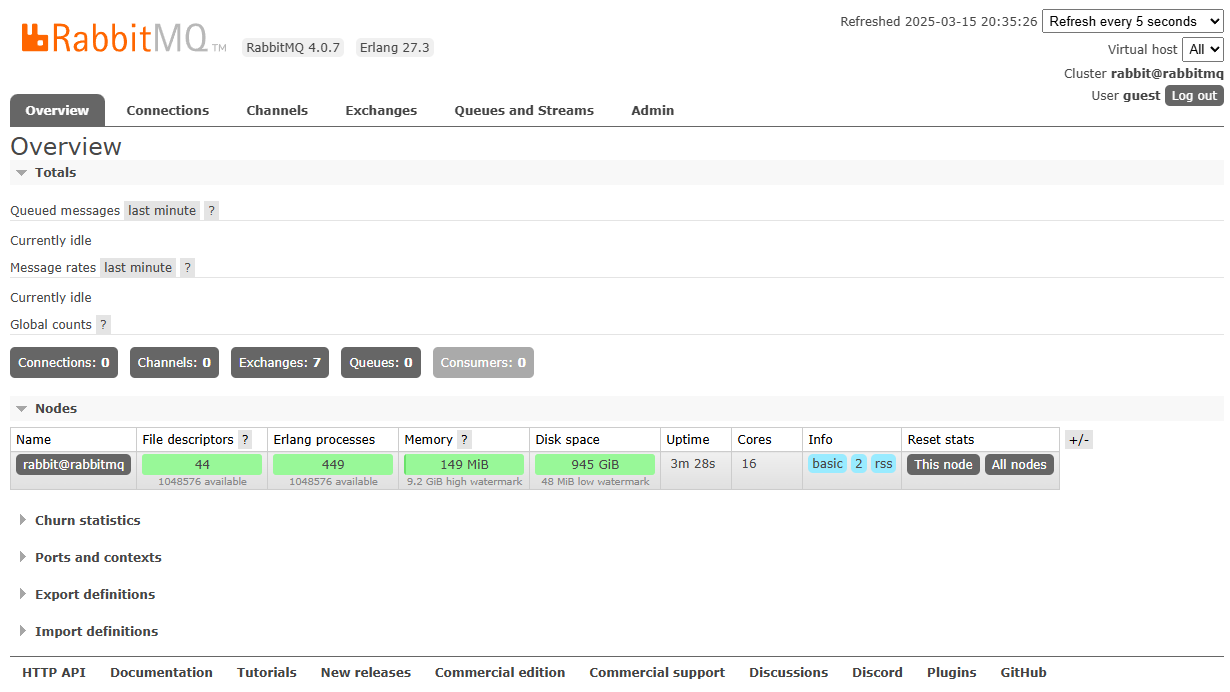 RabbitMQ TM RabbitMQ 4.0.7 Erlang 27.3
Refreshed 2025-03-15 20:35:26 Refresh every 5 seconds
Virtual host All
Cluster rabbit@rabbitmq
User guest Log out
Overview Connections Channels Exchanges Queues and Streams Admin
Overview
Totals
Queued messages last minute ?
Currently idle
Message rates last minute ?
Currently idle
Global counts ?
Connections: 0 Channels: 0 Exchanges: 7 Queues: 0 Consumers: 0
Nodes
Name File descriptors ? Erlang processes Memory ? Disk space Uptime Cores Info Reset stats +/-
rabbit@rabbitmq 44 449 149 MiB 945 GiB 3m 28s 16 basic 2 rss This node All nodes
1048576 available 1048576 available 9.2 GiB high watermark 48 MiB low watermark
Churn statistics
Ports and contexts
Export definitions
Import definitions
HTTP API Documentation Tutorials New releases Commercial edition Commercial support Discussions Discord Plugins GitHub